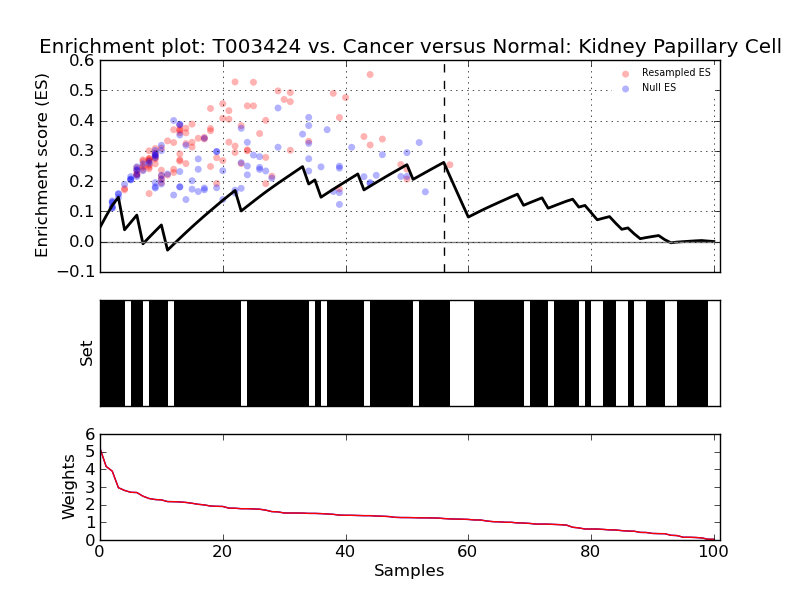 Enrichment plot: T003424 vs. Cancer versus Normal: Kidney Papillary Cell
Enrichment score (ES)
0.6
0.5
0.4
0.3
0.2
0.1
0.0
−0.1
Resampled ES
Null ES
Set
Weights
6
5
4
3
2
1
0
0 20 40 60 80 100
Samples